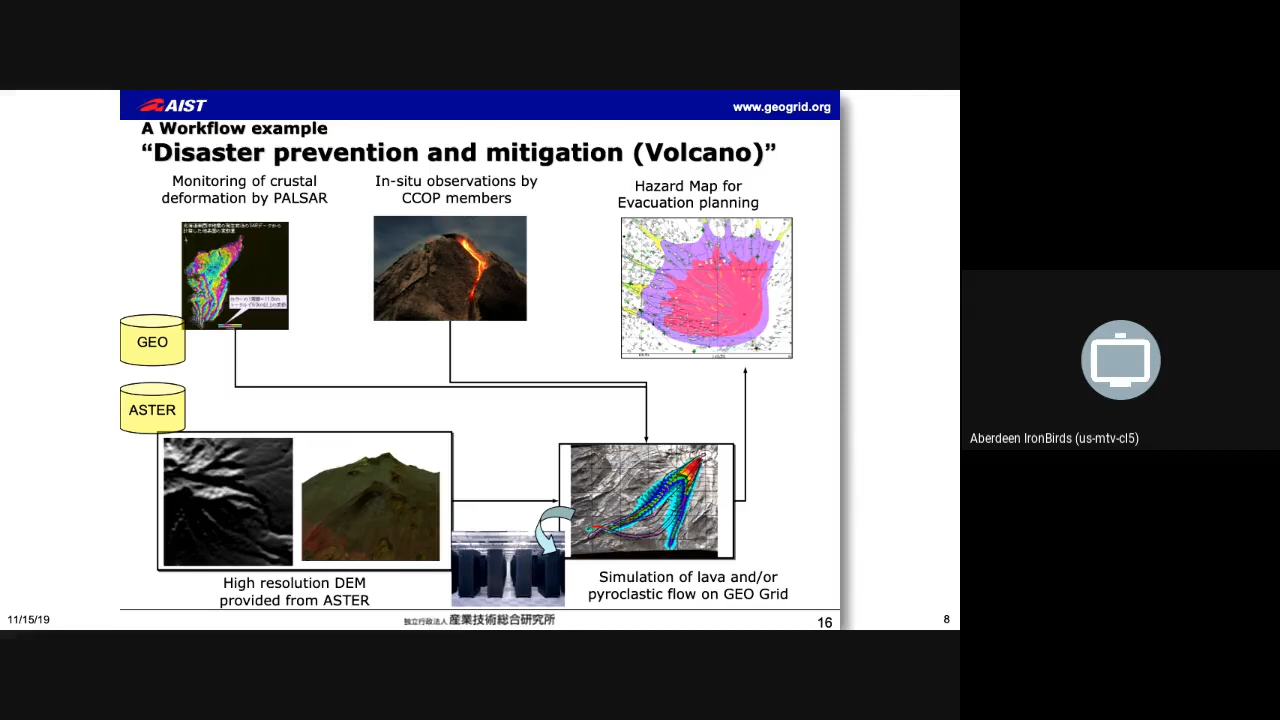 AIST
www.geogrid.org
A Workflow example
“Disaster prevention and mitigation (Volcano)”
Monitoring of crustal
deformation by PALSAR
In-situ observations by
CCOP members
Hazard Map for
Evacuation planning
GEO
ASTER
High resolution DEM
provided from ASTER
Simulation of lava and/or
pyroclastic flow on GEO Grid
11/15/19
独立行政法人 産業技術総合研究所
16
8
Aberdeen IronBirds (us-mtv-cl5)